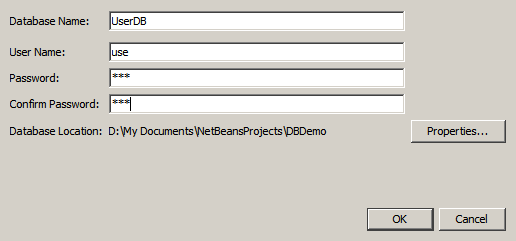 Database Name: UserDB
User Name: use
Password: ***
Confirm Password: ***
Database Location: D:\My Documents\NetBeansProjects\DBDemo Properties...
OK Cancel